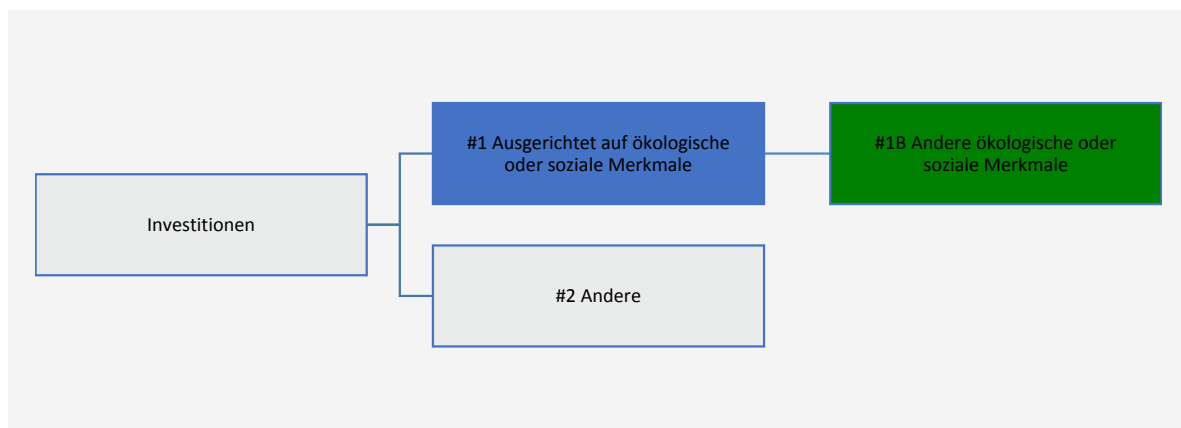 #1 Ausgerichtet auf ökologische
oder soziale Merkmale
#1B Andere ökologische oder
soziale Merkmale
Investitionen
#2 Andere